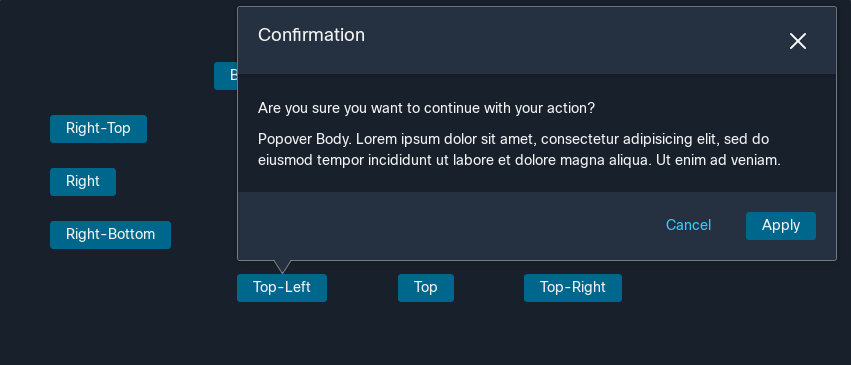 Confirmation
Are you sure you want to continue with your action?
Popover Body. Lorem ipsum dolor sit amet, consectetur adipisicing elit, sed do
eiusmod tempor incididunt ut labore et dolore magna aliqua. Ut enim ad veniam.
Cancel Apply
Right-Top
Right
Right-Bottom
Top-Left Top Top-Right